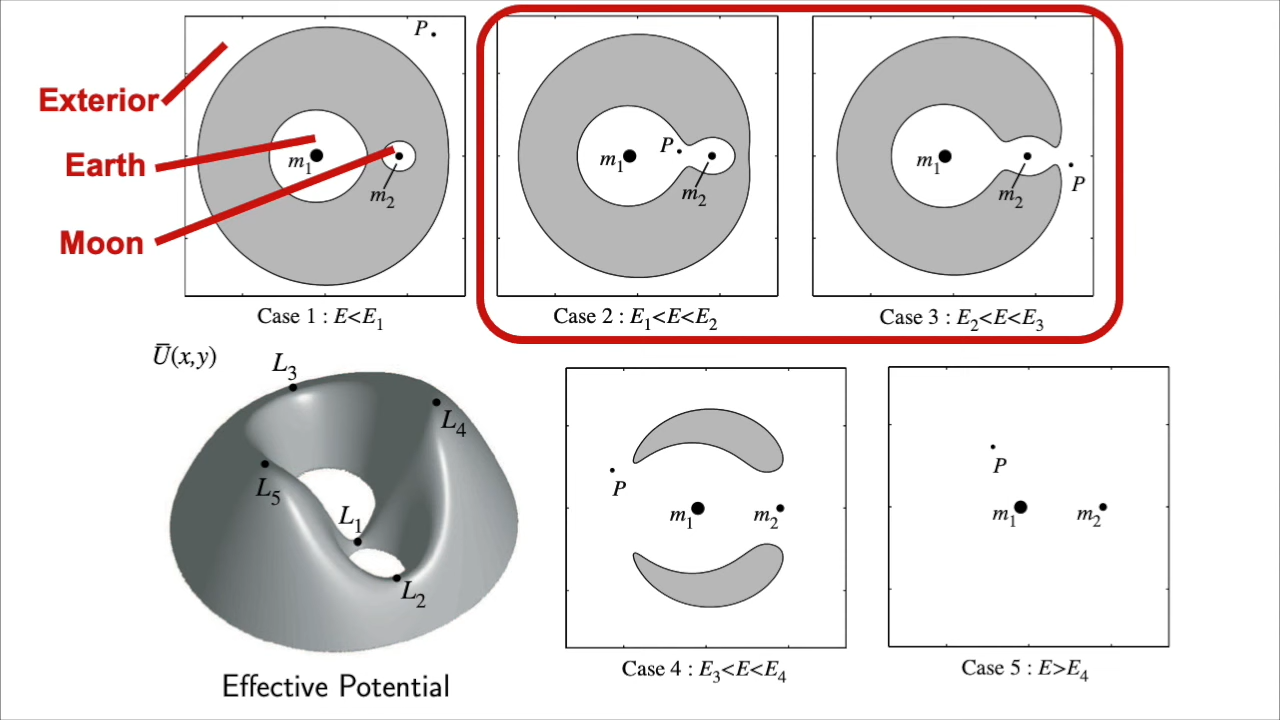 Exterior
Earth
Moon
P
m₁
m₂
Case 1 : E<E₁
P
m₁
m₂
Case 2 : E₁<E<E₂
m₁
m₂
P
Case 3 : E₂<E<E₃
Ū(x,y)
L₃
L₄
L₅
L₁
L₂
Effective Potential
P
m₁
m₂
Case 4 : E₃<E<E₄
P
m₁
m₂
Case 5 : E>E₄